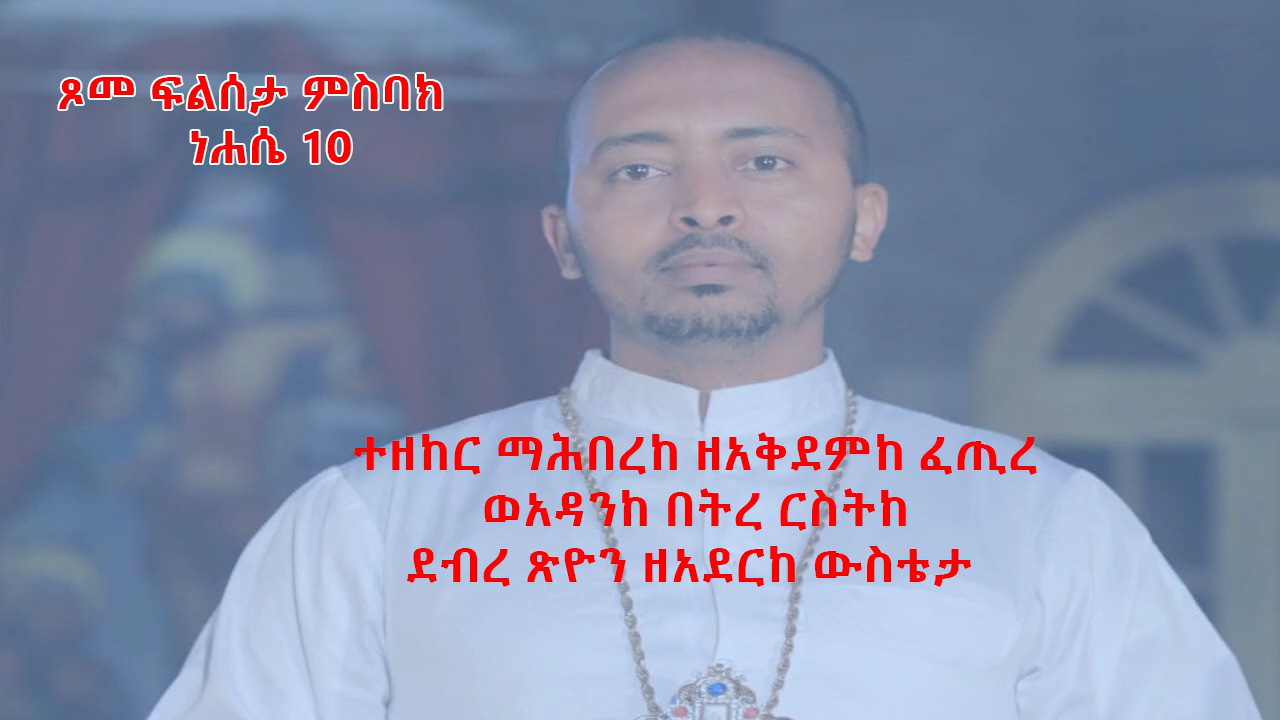 ጾመ ፍልሰታ ምስባክ
ነሐሴ 10
ተዘከር ማሕበረከ ዘአቅደምከ ፈጢረ
ወአዳንከ በትረ ርስትከ
ደብረ ጽዮን ዘአደርከ ውስቴታ